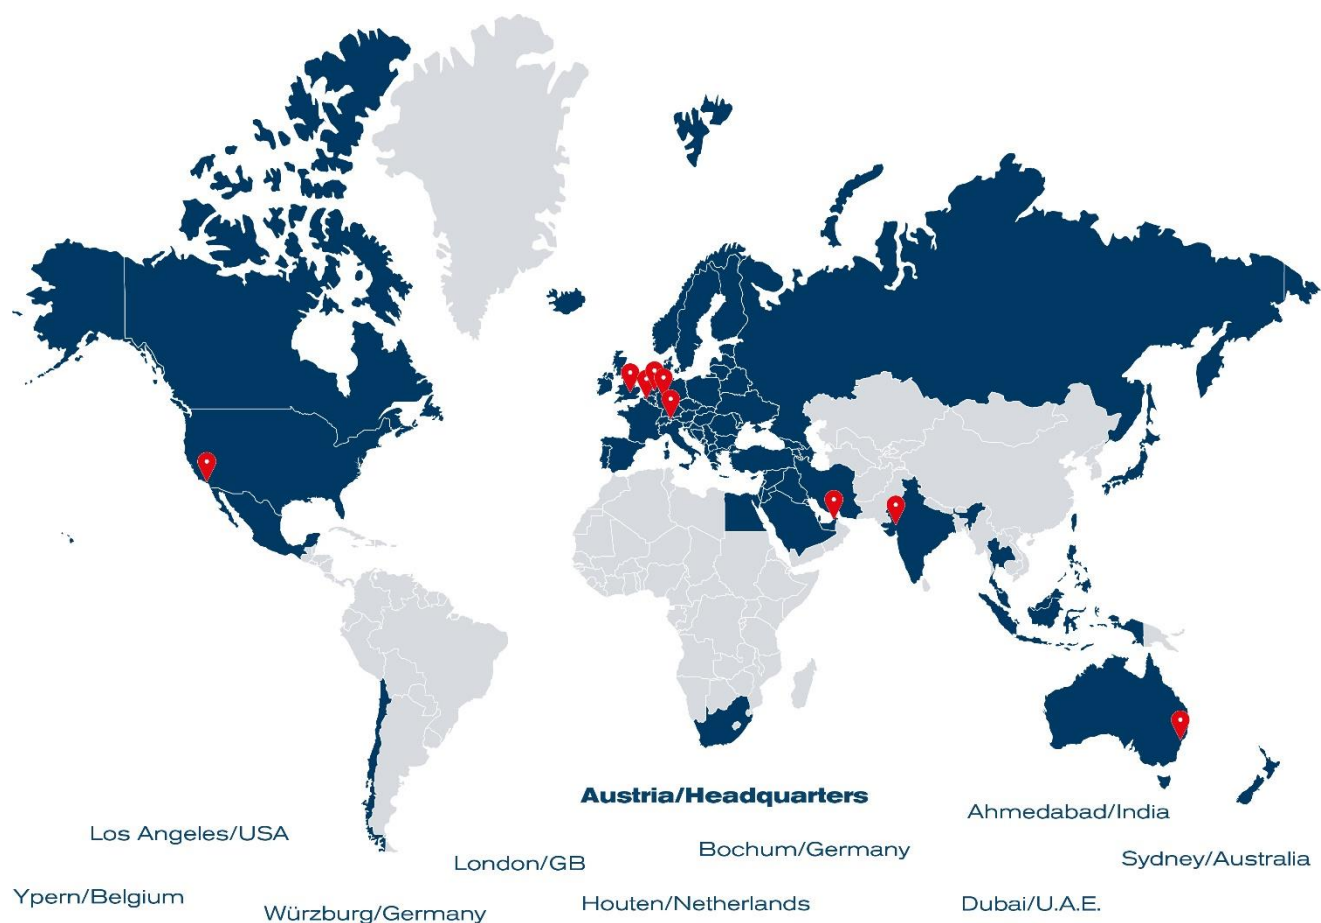 Austria/Headquarters
Ahmedabad/India
Los Angeles/USA
Bochum/Germany
London/GB
Sydney/Australia
Ypern/Belgium
Würzburg/Germany
Houten/Netherlands
Dubai/U.A.E.